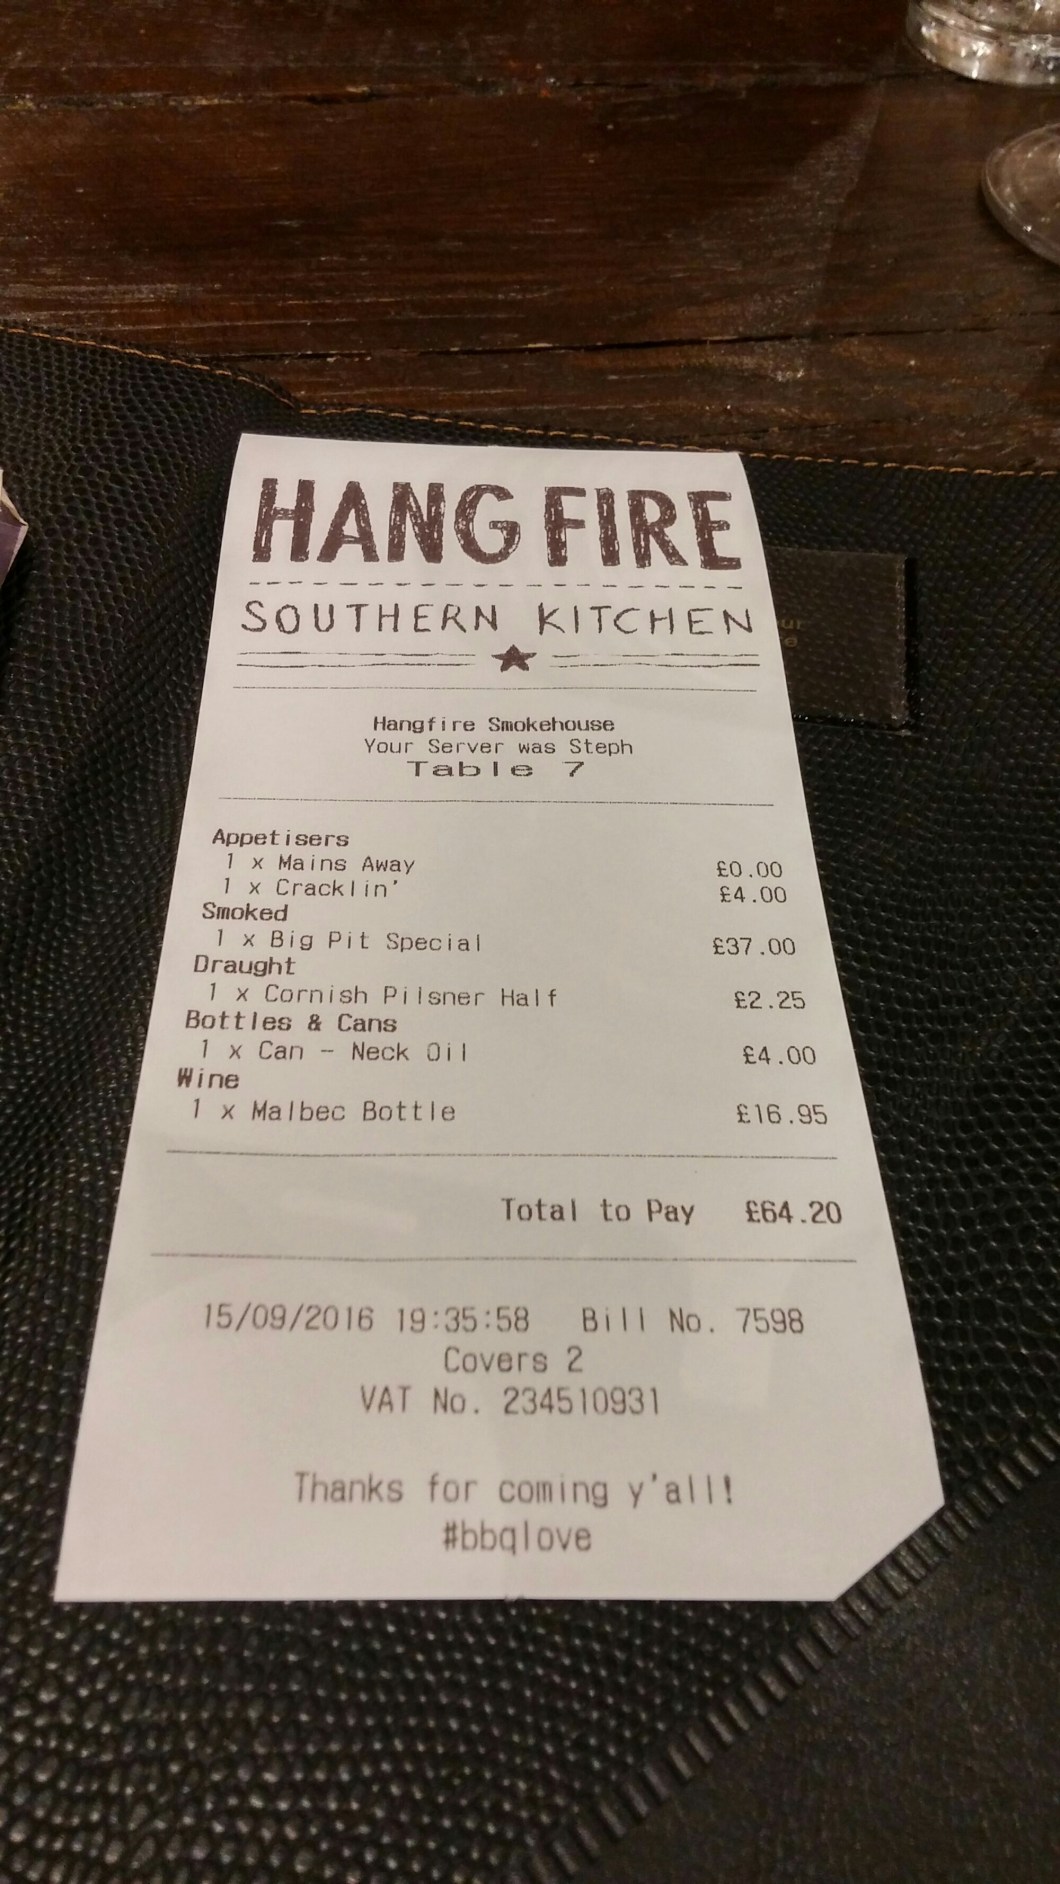 HANG FIRE
SOUTHERN KITCHEN
Hangfire Smokehouse
Your Server was Steph
Table 7
Appetisers
1 x Mains Away £0.00
1 x Cracklin' £4.00
Smoked
1 x Big Pit Special £37.00
Draught
1 x Cornish Pilsner Half £2.25
Bottles & Cans
1 x Can - Neck Oil £4.00
Wine
1 x Malbec Bottle £16.95
Total to Pay £64.20
15/09/2016 19:35:58 Bill No. 7598
Covers 2
VAT No. 234510931
Thanks for coming y'all!
#bbqlove